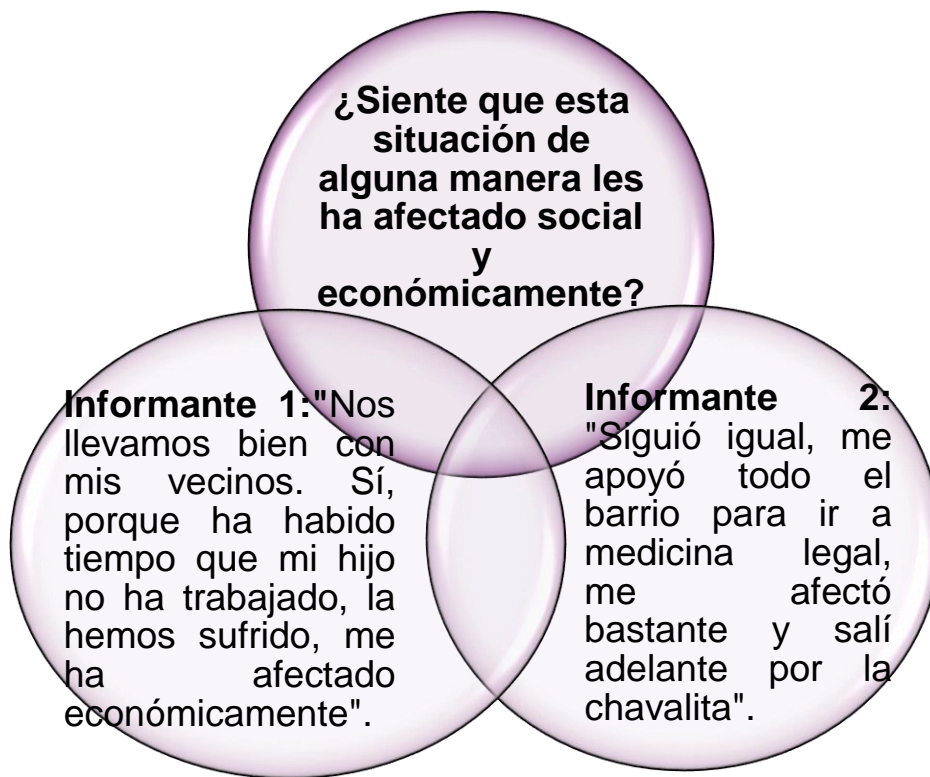 ¿Siente que esta
situación de
alguna manera les
ha afectado social
y
económicamente?
Informante 1:"Nos
llevamos bien con
mis vecinos. Sí,
porque ha habido
tiempo que mi hijo
no ha trabajado, la
hemos sufrido, me
ha afectado
económicamente".
Informante 2:
"Siguió igual, me
apoyó todo el
barrio para ir a
medicina legal,
me afectó
bastante y salí
adelante por la
chavalita".